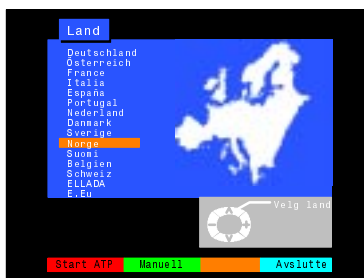 Land
Deutschland
Österreich
France
Italia
España
Portugal
Nederland
Danmark
Sverige
Norge
Suomi
Belgien
Schweiz
ELLADA
E.Eu
Velg land
Start ATP Manuell Avslutte